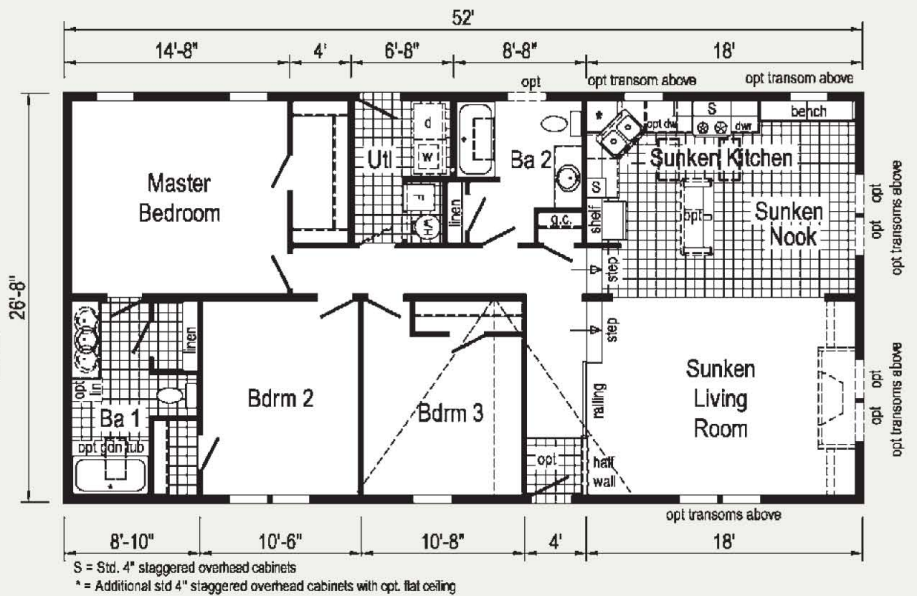 52'
14'-8"
4'
6'-8"
8'-8"
18'
opt
opt transom above
opt transom above
26'-8"
Master
Bedroom
Utl
d
w
F
WH
linen
Ba 2
g.c.
*
opt dw
S
dwr
bench
Sunken Kitchen
S
shelf
opt
Sunken
Nook
opt
opt
opt transoms above
step
step
linen
opt
lin
Ba 1
opt gdn tub
*
Bdrm 2
Bdrm 3
railing
Sunken
Living
Room
opt
opt
opt transoms above
opt
half
wall
opt transoms above
8'-10"
10'-6"
10'-8"
4'
18'
S = Std. 4" staggered overhead cabinets
* = Additional std 4" staggered overhead cabinets with opt. flat ceiling